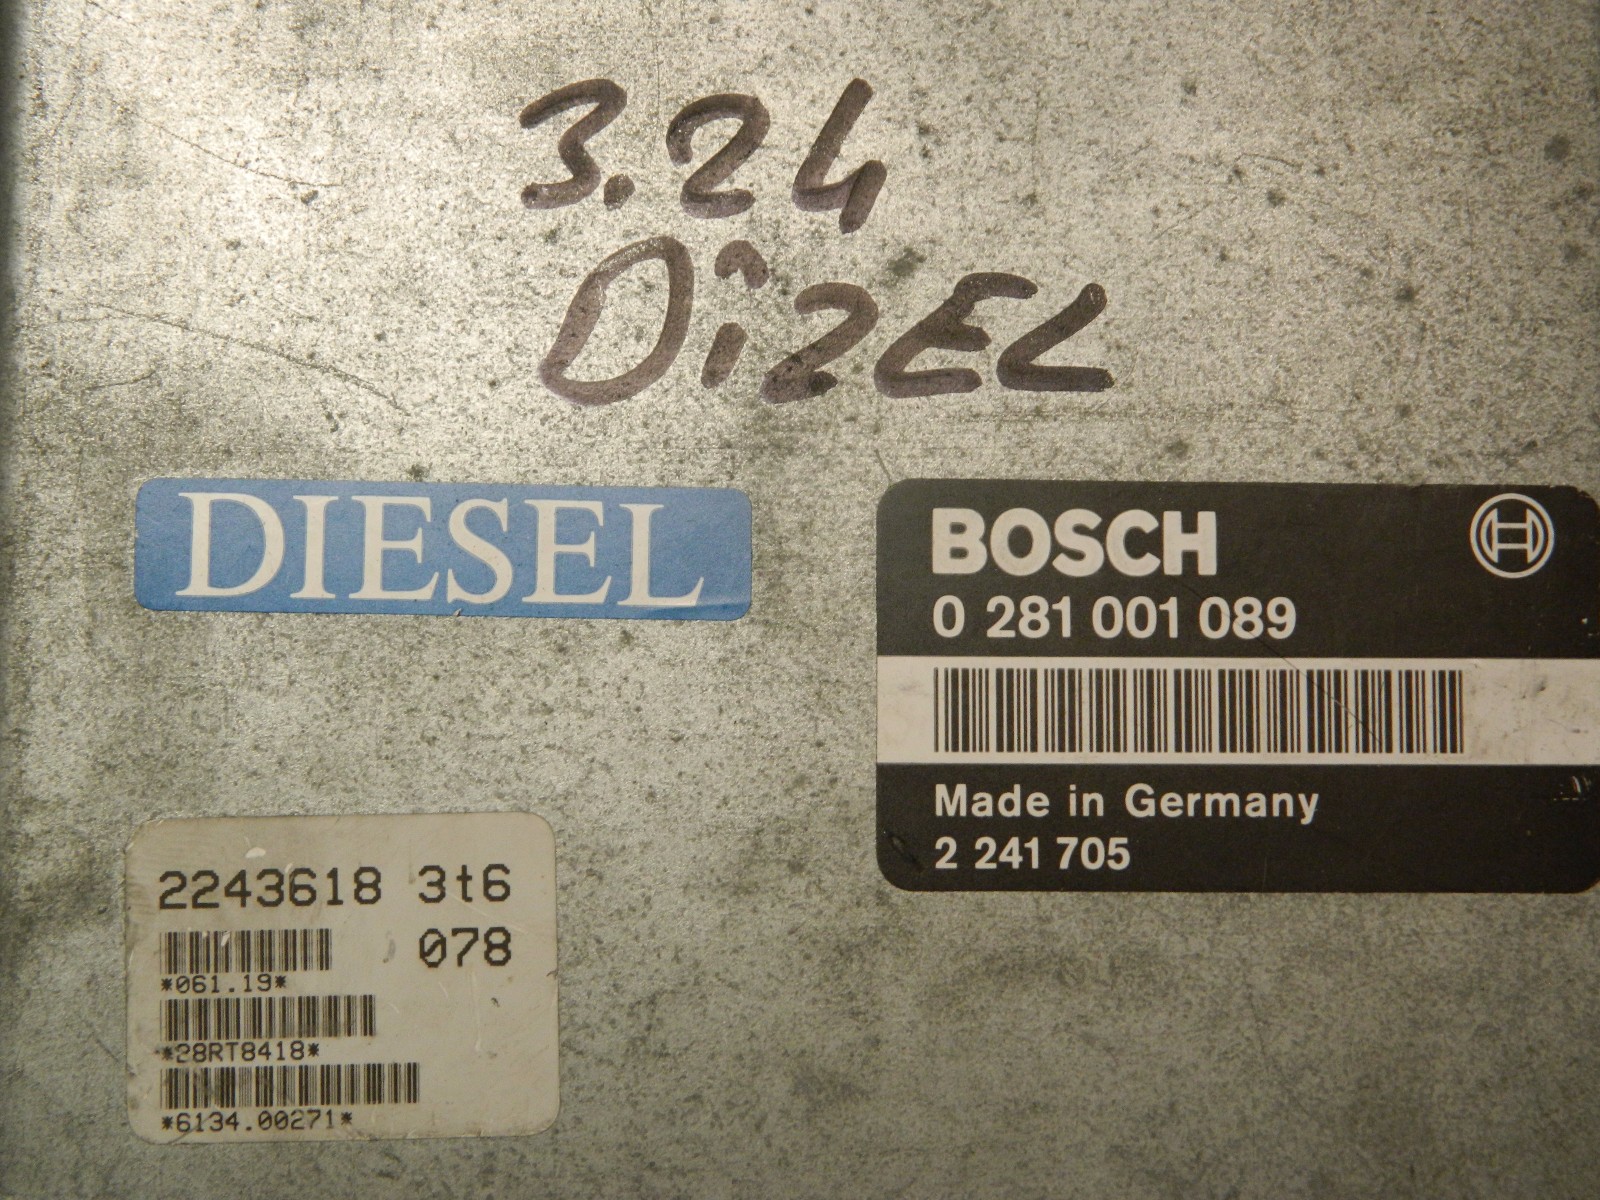 3.24
DizEL
DIESEL
BOSCH
0 281 001 089
Made in Germany
2 241 705
2243618 3t6
078
*061.19*
*28RT8418*
*6134.00271*